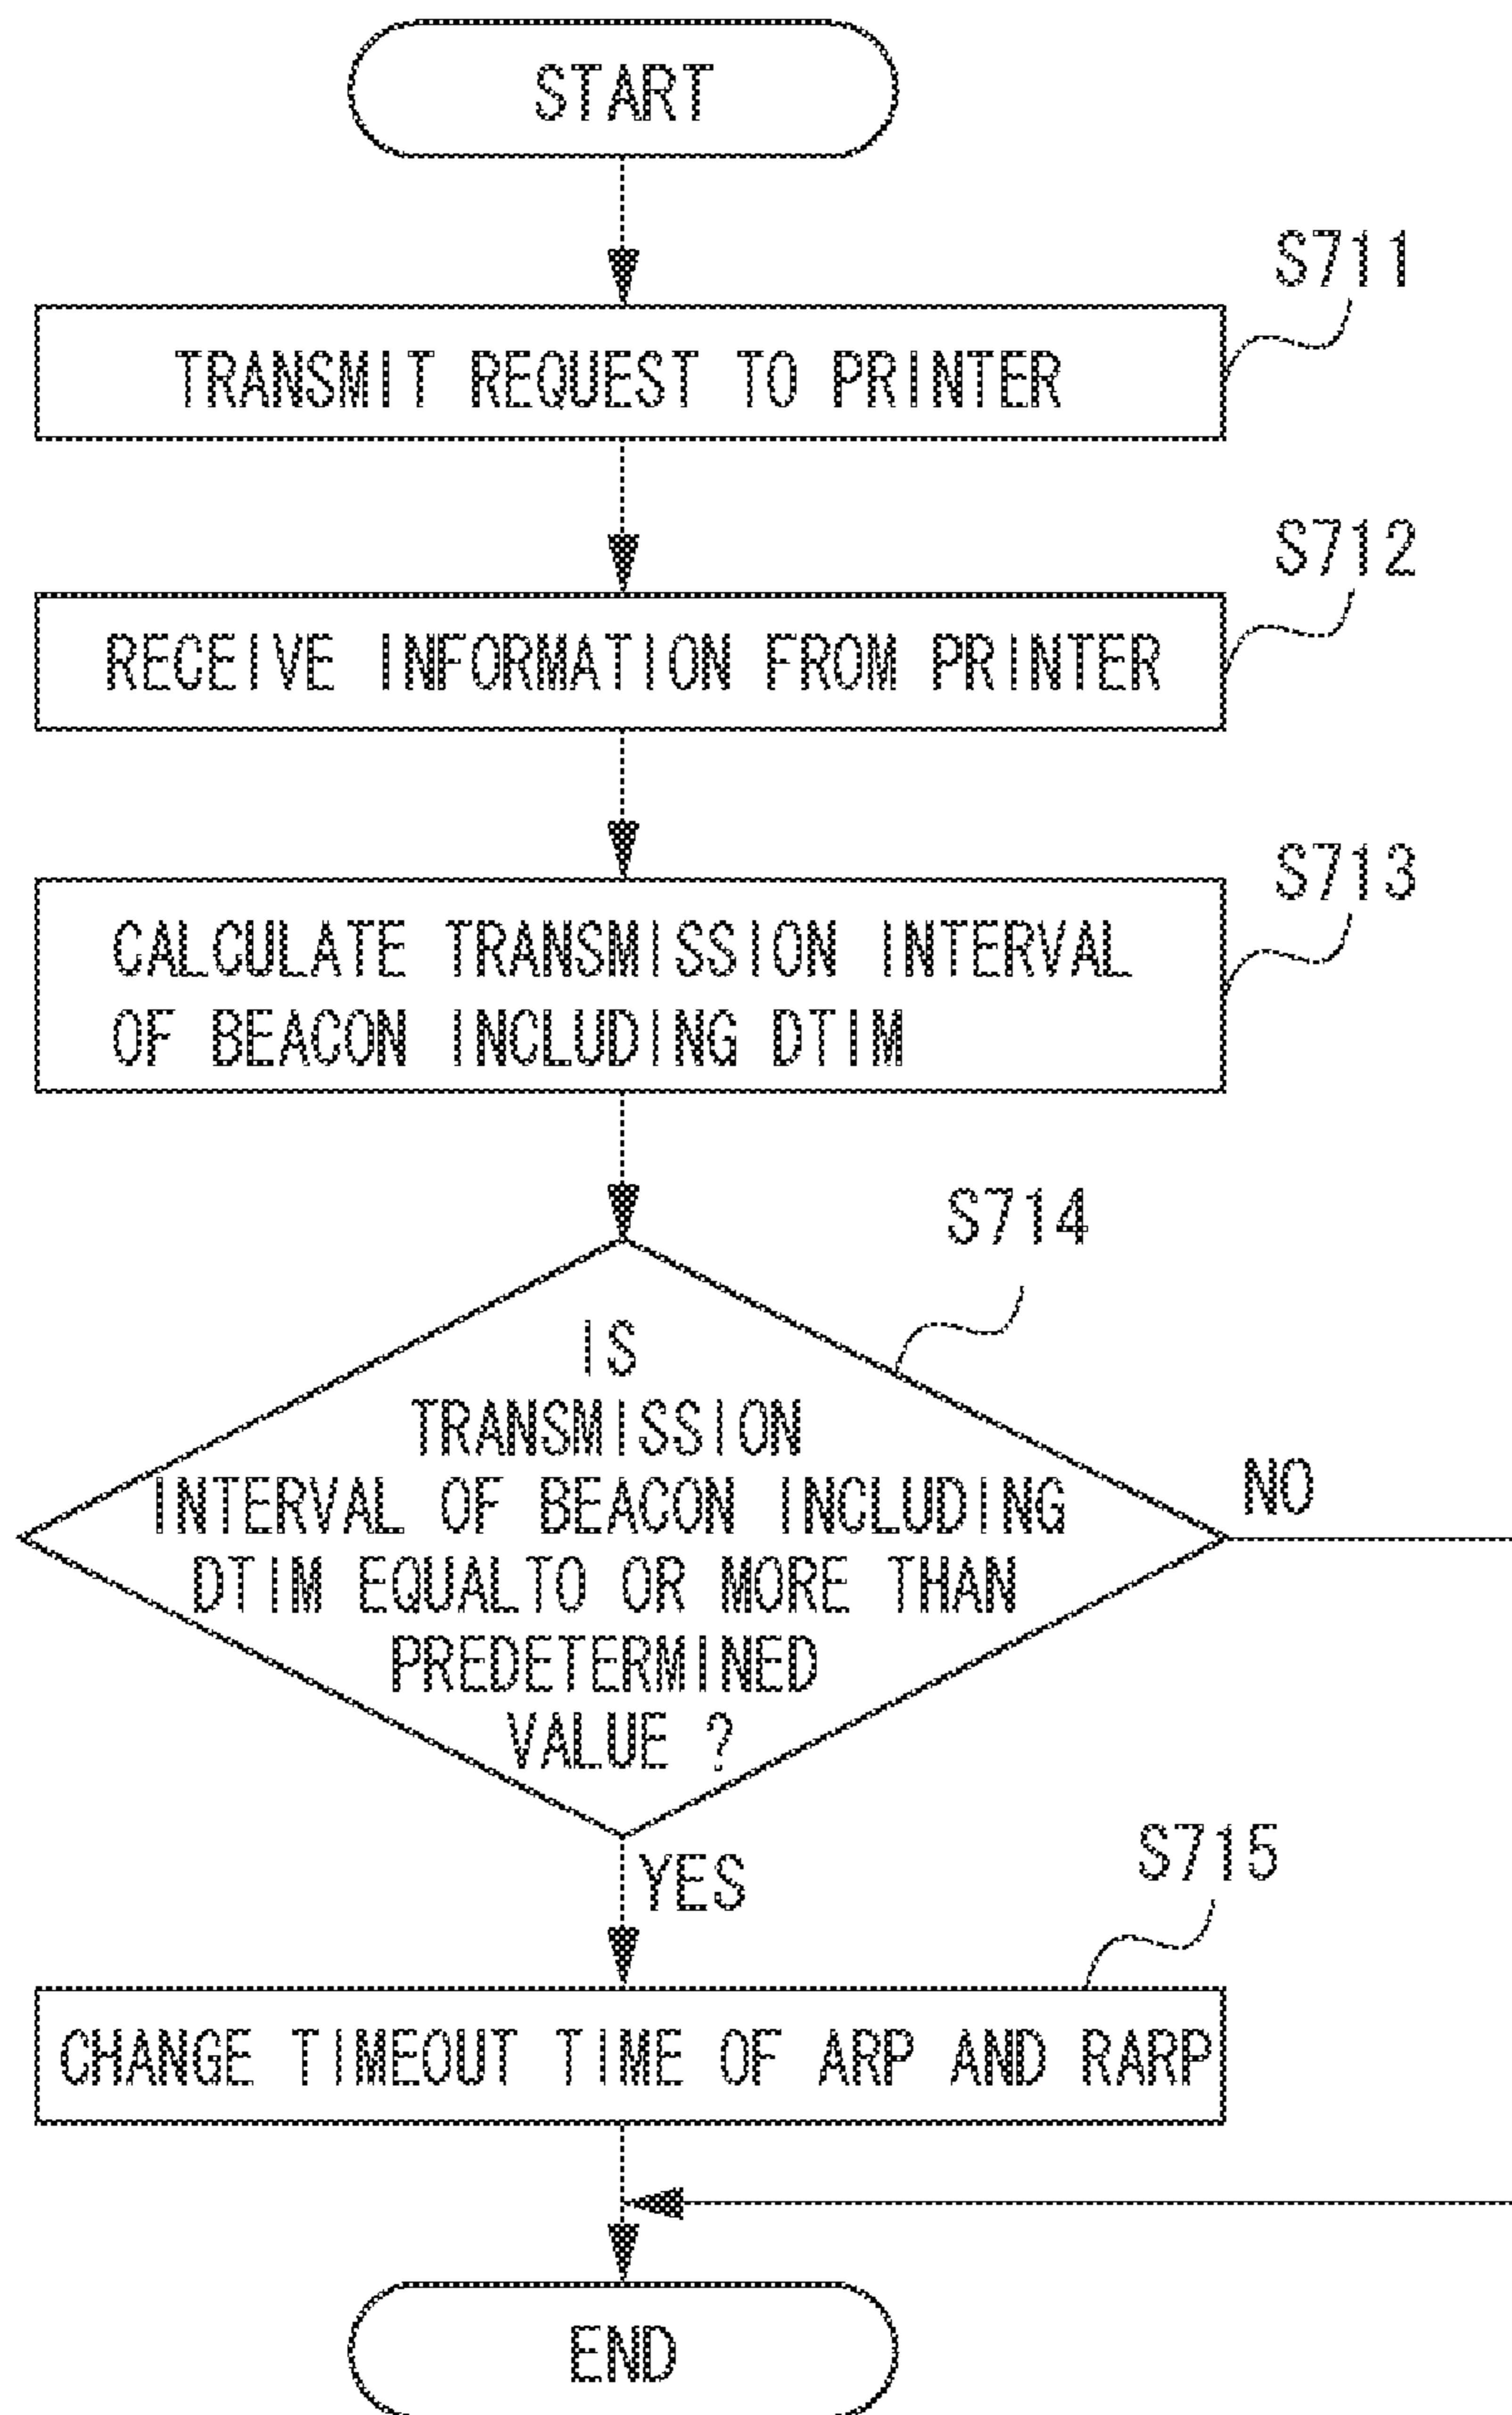 START
S711
TRANSMIT REQUEST TO PRINTER
S712
RECEIVE INFORMATION FROM PRINTER
S713
CALCULATE TRANSMISSION INTERVAL
OF BEACON INCLUDING DTIM
S714
IS
TRANSMISSION
INTERVAL OF BEACON INCLUDING
DTIM EQUALTO OR MORE THAN
PREDETERMINED
VALUE ?
NO
YES
S715
CHANGE TIMEOUT TIME OF ARP AND RARP
END